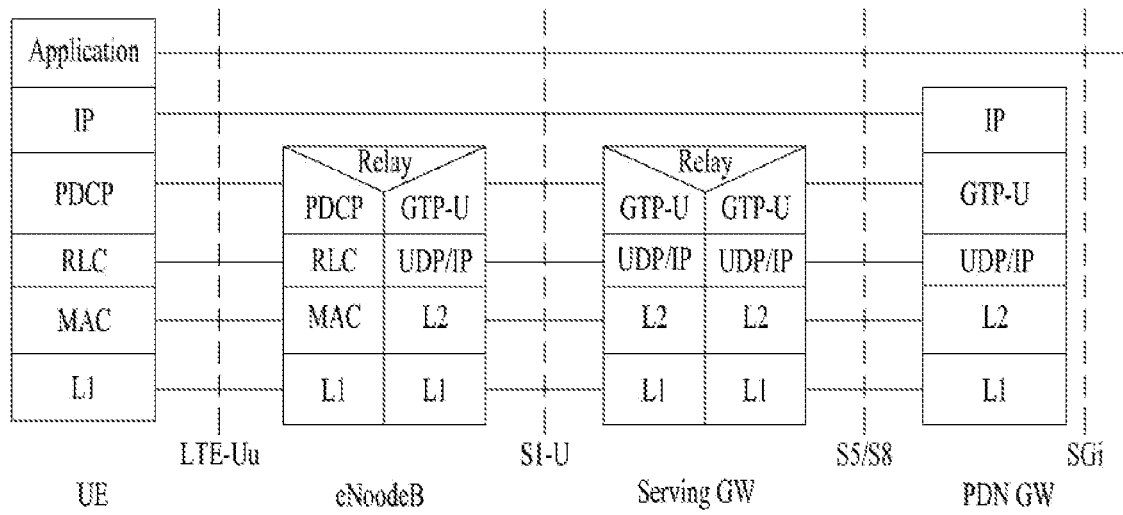 Application
IP
IP
Relay
Relay
PDCP
PDCP
GTP-U
GTP-U
GTP-U
GTP-U
RLC
RLC
UDP/IP
UDP/IP
UDP/IP
UDP/IP
MAC
MAC
L2
L2
L2
L2
L1
L1
L1
L1
L1
L1
LTE-Uu
S1-U
S5/S8
SGi
UE
eNoodeB
Serving GW
PDN GW